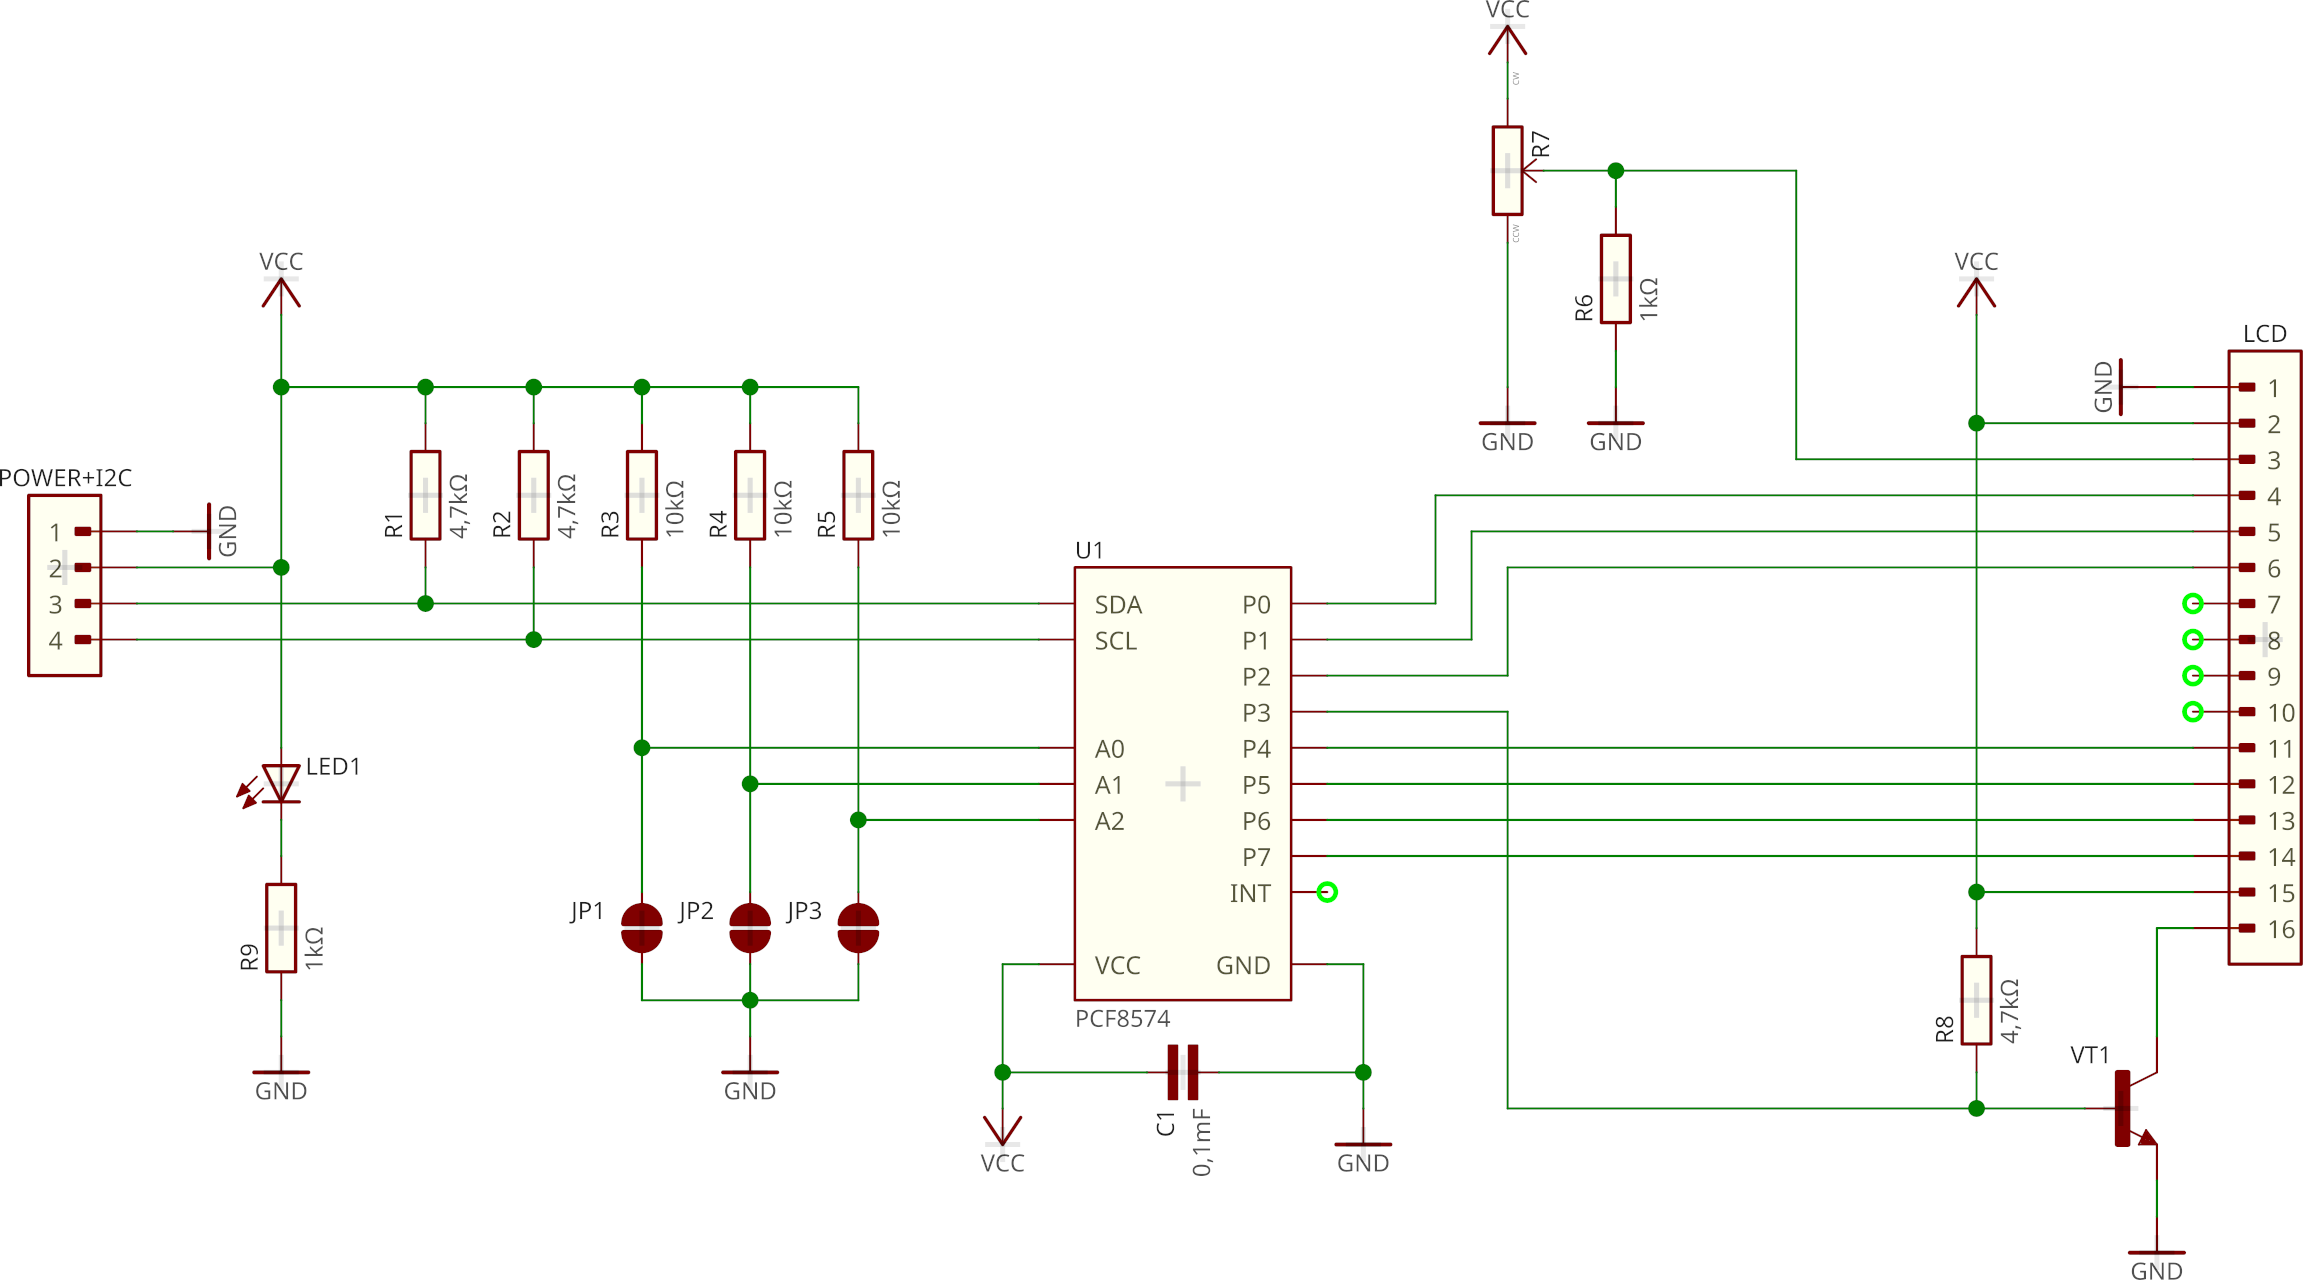 VCC
CW
R7
CCW
R6
1kΩ
GND
GND
VCC
VCC
LCD
GND
1
2
3
4
5
6
7
8
9
10
11
12
13
14
15
16
POWER+I2C
1
2
3
4
GND
R1
4,7kΩ
R2
4,7kΩ
R3
10kΩ
R4
10kΩ
R5
10kΩ
U1
SDA
SCL
A0
A1
A2
VCC
P0
P1
P2
P3
P4
P5
P6
P7
INT
GND
PCF8574
LED1
R9
1kΩ
GND
JP1
JP2
JP3
GND
C1
0,1mF
VCC
GND
R8
4,7kΩ
VT1
GND